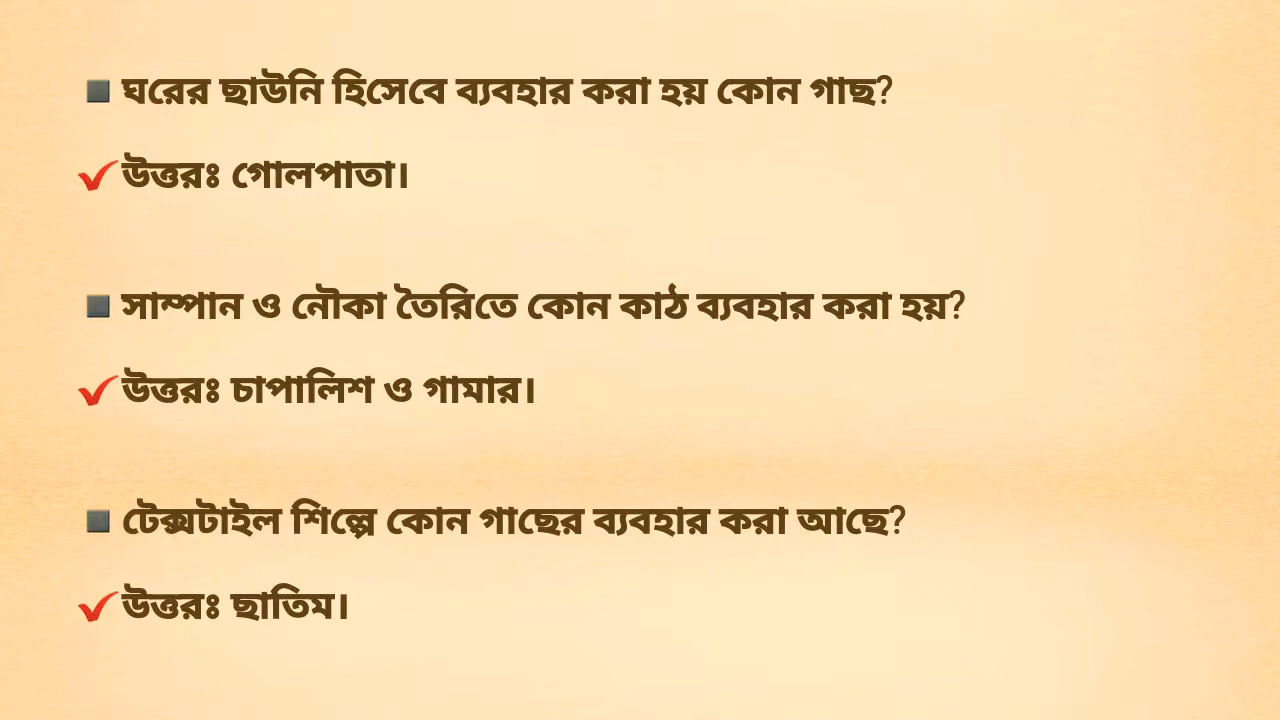 ◾ ঘরের ছাউনি হিসেবে ব্যবহার করা হয় কোন গাছ?
✔উত্তরঃ গোলপাতা।
◾ সাম্পান ও নৌকা তৈরিতে কোন কাঠ ব্যবহার করা হয়?
✔উত্তরঃ চাপালিশ ও গামার।
◾ টেক্সটাইল শিল্পে কোন গাছের ব্যবহার করা আছে?
✔উত্তরঃ ছাতিম।